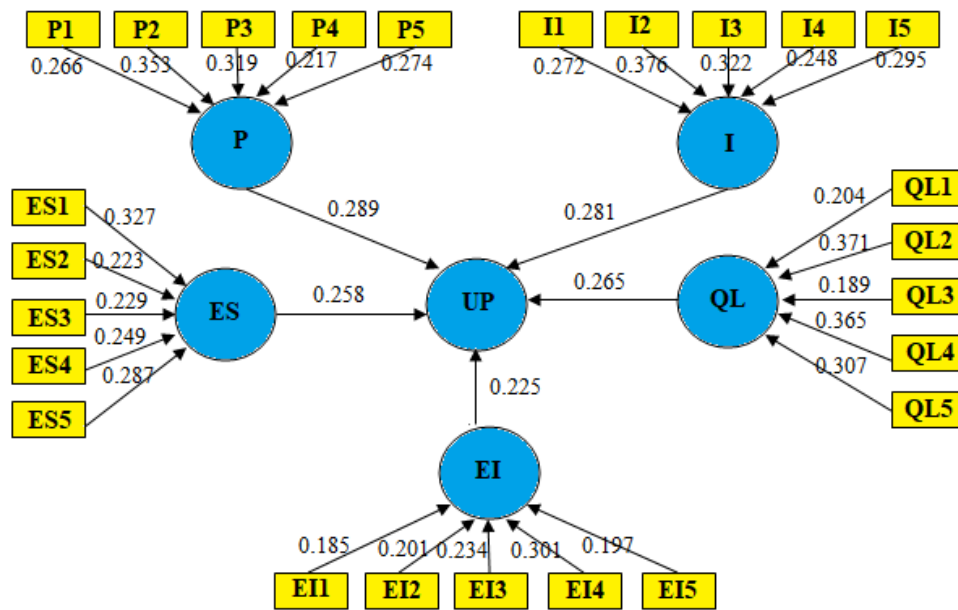 P1 P2 P3 P4 P5
I1 I2 I3 I4 I5
0.266 0.353 0.319 0.217 0.274
0.272 0.376 0.322 0.248 0.295
P
I
ES1
0.327
0.289
0.281
0.204
QL1
ES2
0.223
0.371
QL2
ES3
0.229
ES
0.258
UP
0.265
QL
0.189
QL3
ES4
0.249
0.365
QL4
ES5
0.287
0.307
QL5
0.225
EI
0.185 0.201 0.234 0.301 0.197
EI1 EI2 EI3 EI4 EI5